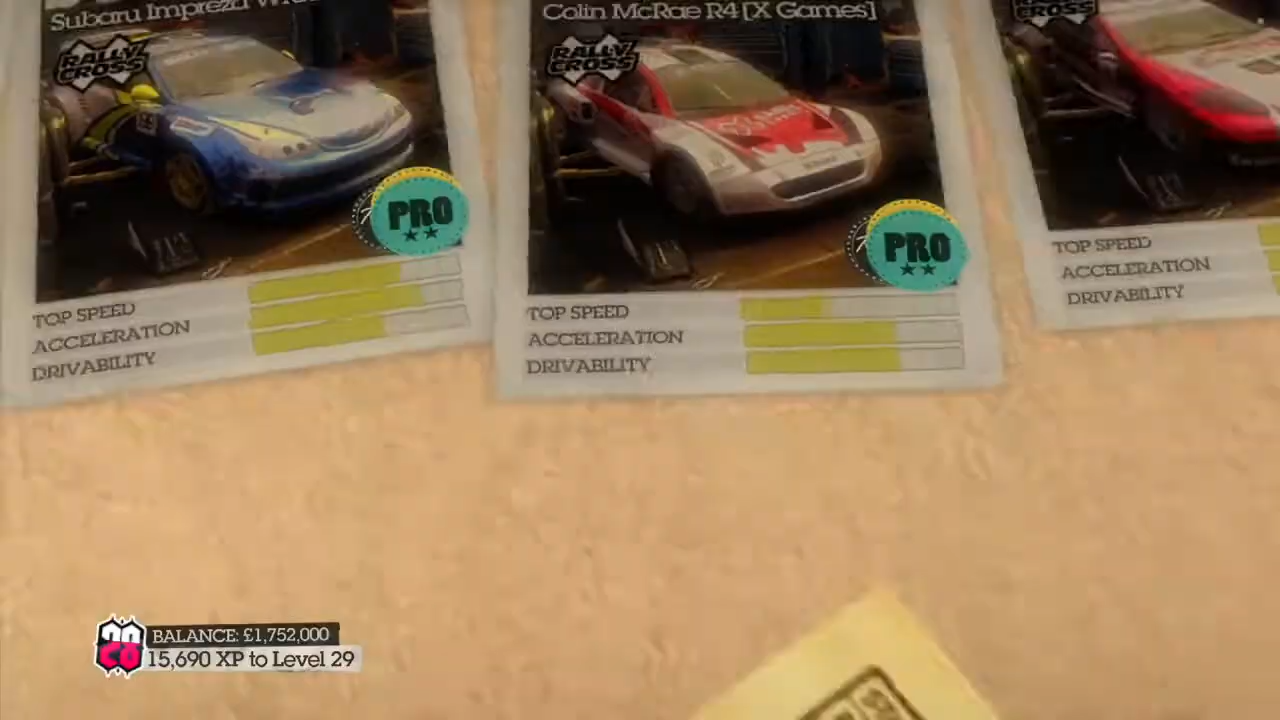 Subaru Impreza
RALLY
CROSS
PRO
TOP SPEED
ACCELERATION
DRIVABILITY
Colin McRae R4 [X Games]
RALLY
CROSS
PRO
TOP SPEED
ACCELERATION
DRIVABILITY
CROSS
TOP SPEED
ACCELERATION
DRIVABILITY
BALANCE: £1,752,000
15,690 XP to Level 29